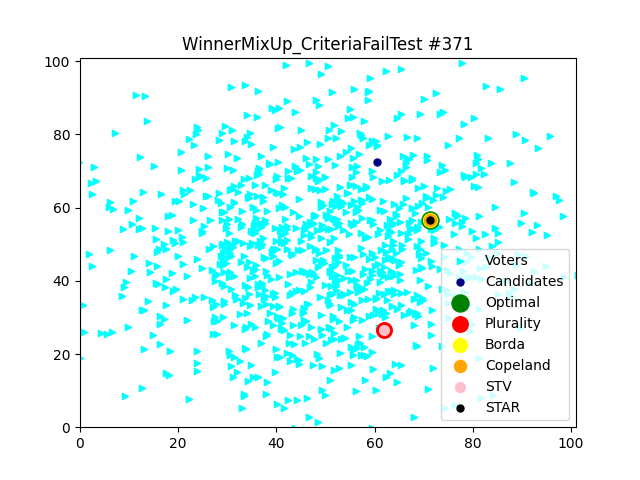 WinnerMixUp_CriteriaFailTest #371
100
80
60
40
20
0
0 20 40 60 80 100
Voters
Candidates
Optimal
Plurality
Borda
Copeland
STV
STAR